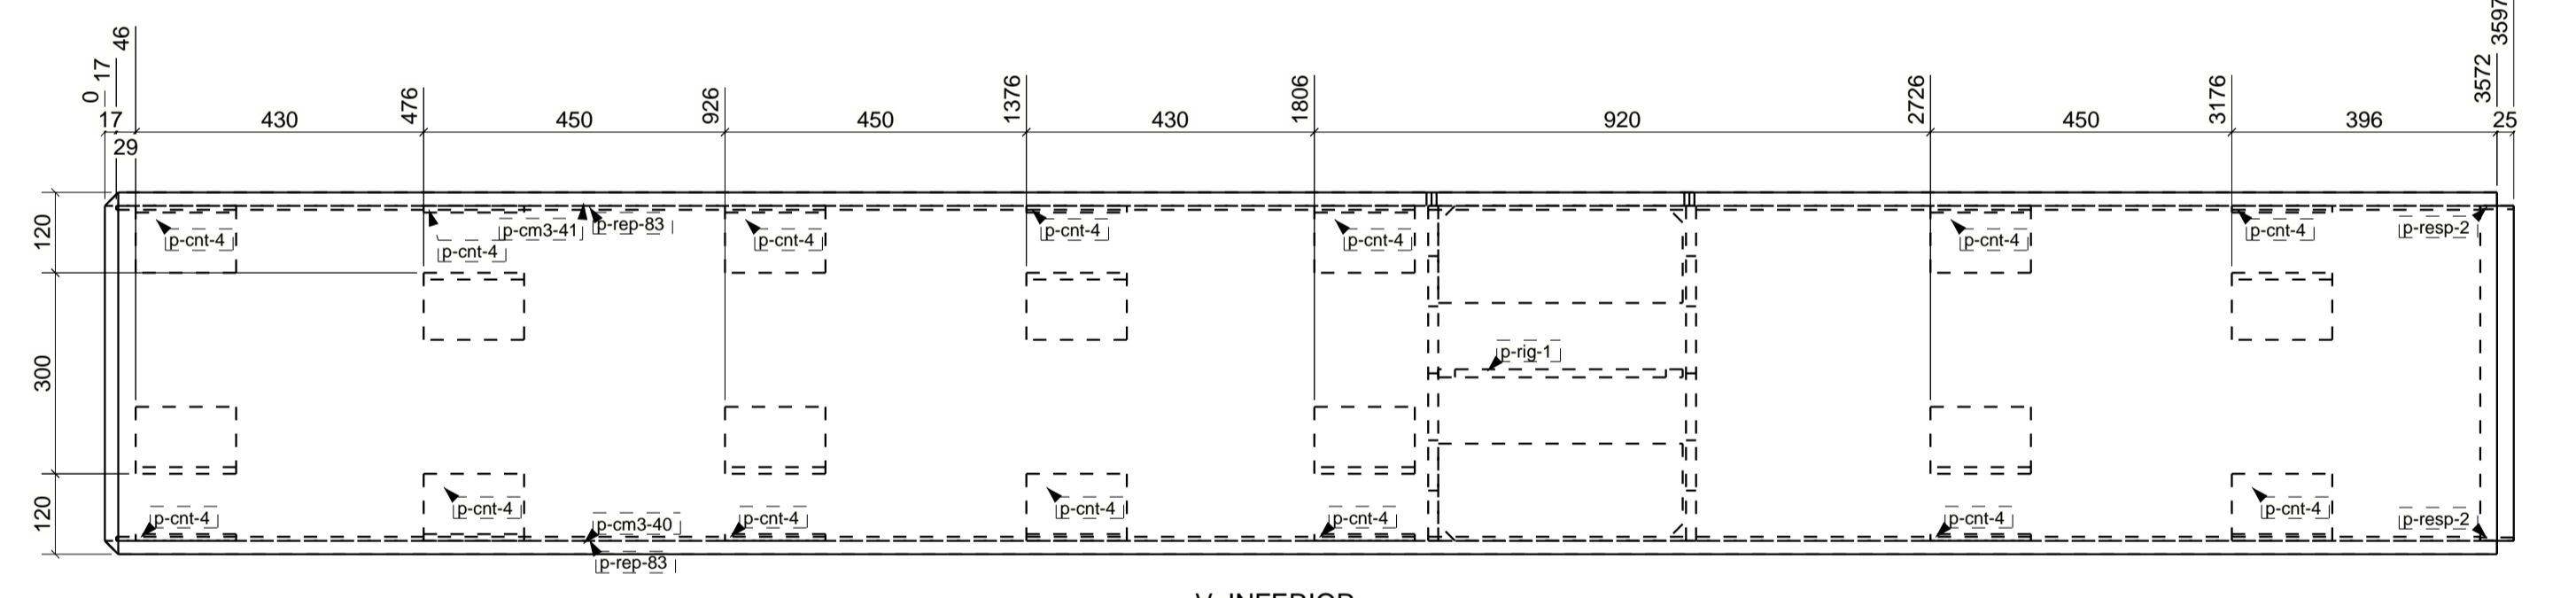 0 17 46 476 926 1376 1806 2726 3176 3572 3597
17 430 450 450 430 920 450 396 25
29
120
300
120
p-cnt-4 p-cnt-4 p-cm3-41 p-rep-83 p-cnt-4 p-cnt-4 p-cnt-4 p-cnt-4 p-cnt-4 p-resp-2
p-rig-1
p-cnt-4 p-cnt-4 p-cm3-40 p-cnt-4 p-cnt-4 p-cnt-4 p-cnt-4 p-cnt-4 p-resp-2
p-rep-83
V. INFERIOR